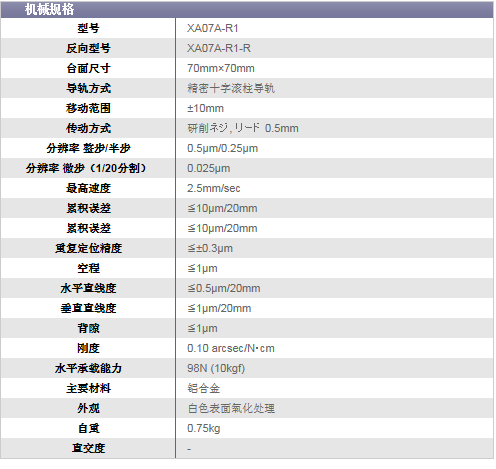 机械规格
型号 XA07A-R1
反向型号 XA07A-R1-R
台面尺寸 70mm×70mm
导轨方式 精密十字滚柱导轨
移动范围 ±10mm
传动方式 研削ネジ, リード 0.5mm
分辨率 整步/半步 0.5μm/0.25μm
分辨率 微步（1/20分割） 0.025μm
最高速度 2.5mm/sec
累积误差 ≦10μm/20mm
累积误差 ≦10μm/20mm
重复定位精度 ≦±0.3μm
空程 ≦1μm
水平直线度 ≦0.5μm/20mm
垂直直线度 ≦1μm/20mm
背隙 ≦1μm
刚度 0.10 arcsec/N·cm
水平承载能力 98N (10kgf)
主要材料 铝合金
外观 白色表面氧化处理
自重 0.75kg
直交度 -